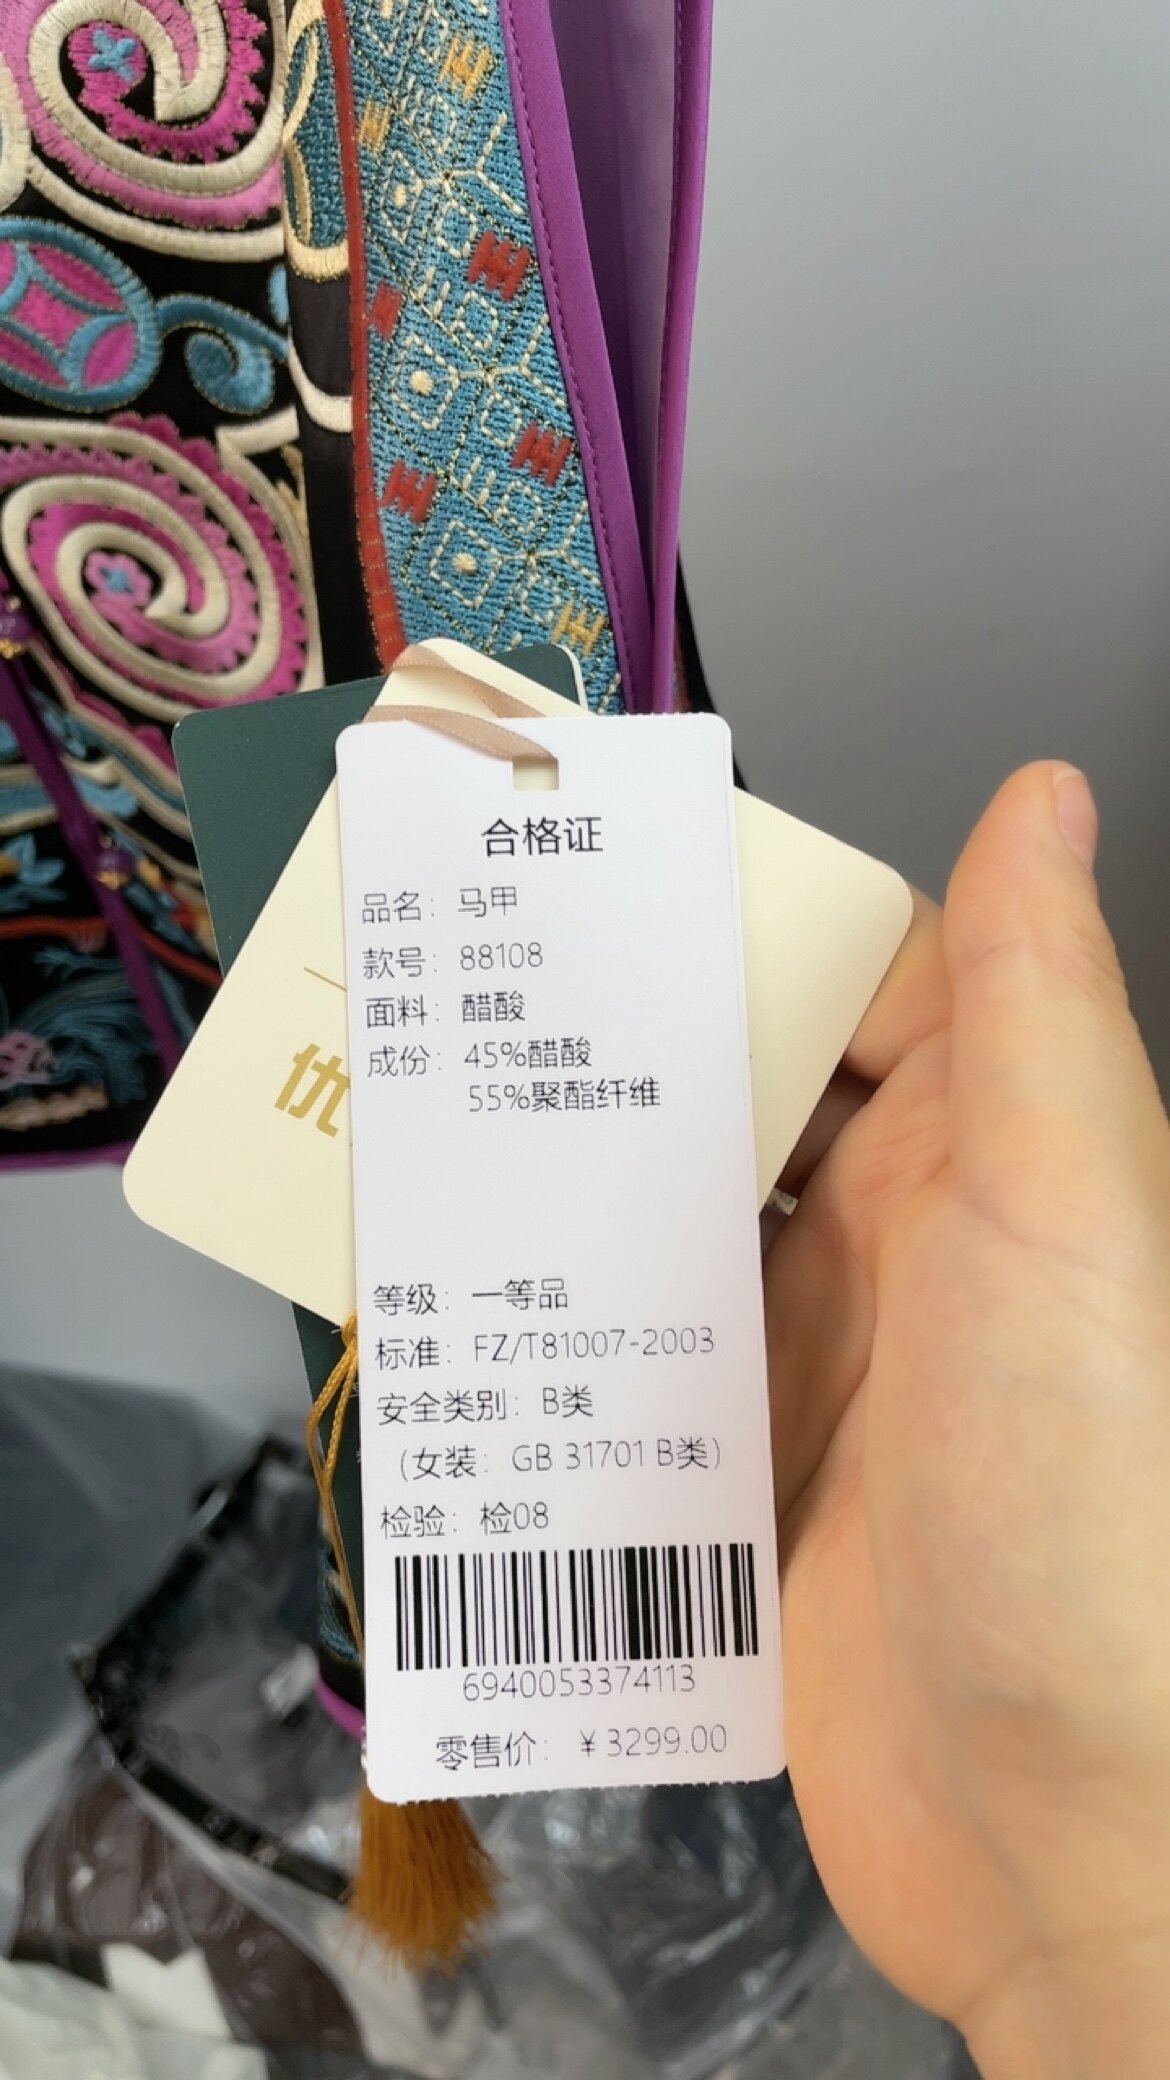 合格证
品名：马甲
款号：88108
面料：醋酸
成份：45%醋酸
55%聚酯纤维
等级：一等品
标准：FZ/T81007-2003
安全类别：B类
（女装：GB 31701 B类）
检验：检08
6940053374113
零售价：￥3299.00
优